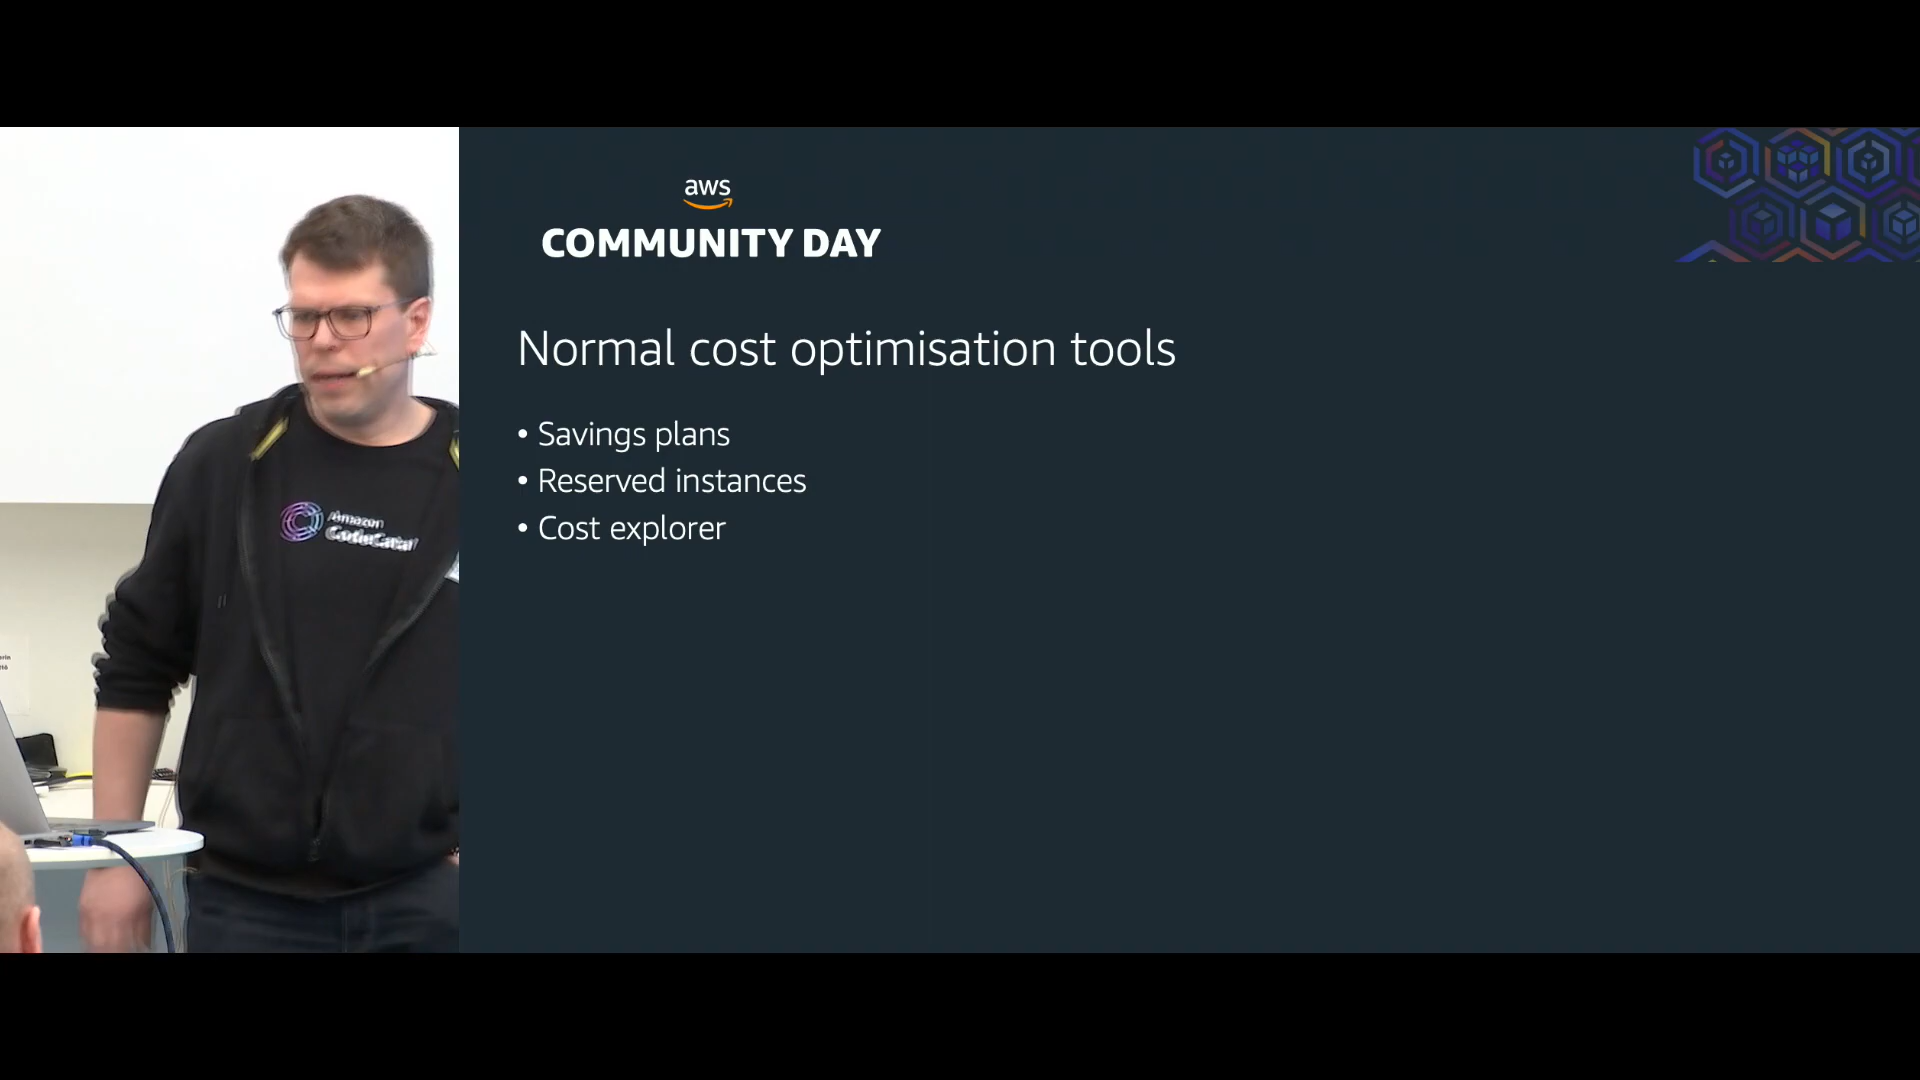 aws
COMMUNITY DAY
Normal cost optimisation tools
• Savings plans
• Reserved instances
• Cost explorer
Amazon